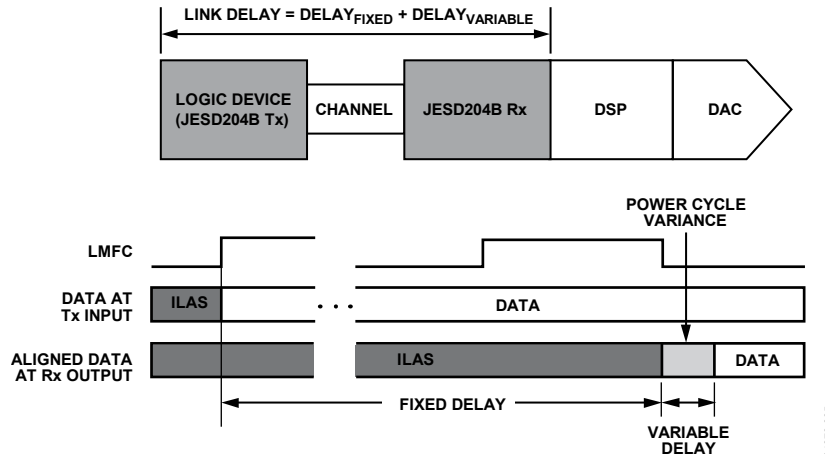 LINK DELAY = DELAYFIXED + DELAYVARIABLE
LOGIC DEVICE
(JESD204B Tx)
CHANNEL
JESD204B Rx
DSP
DAC
POWER CYCLE
VARIANCE
LMFC
DATA AT
Tx INPUT
ILAS
. . .
DATA
ALIGNED DATA
AT Rx OUTPUT
ILAS
DATA
FIXED DELAY
VARIABLE
DELAY